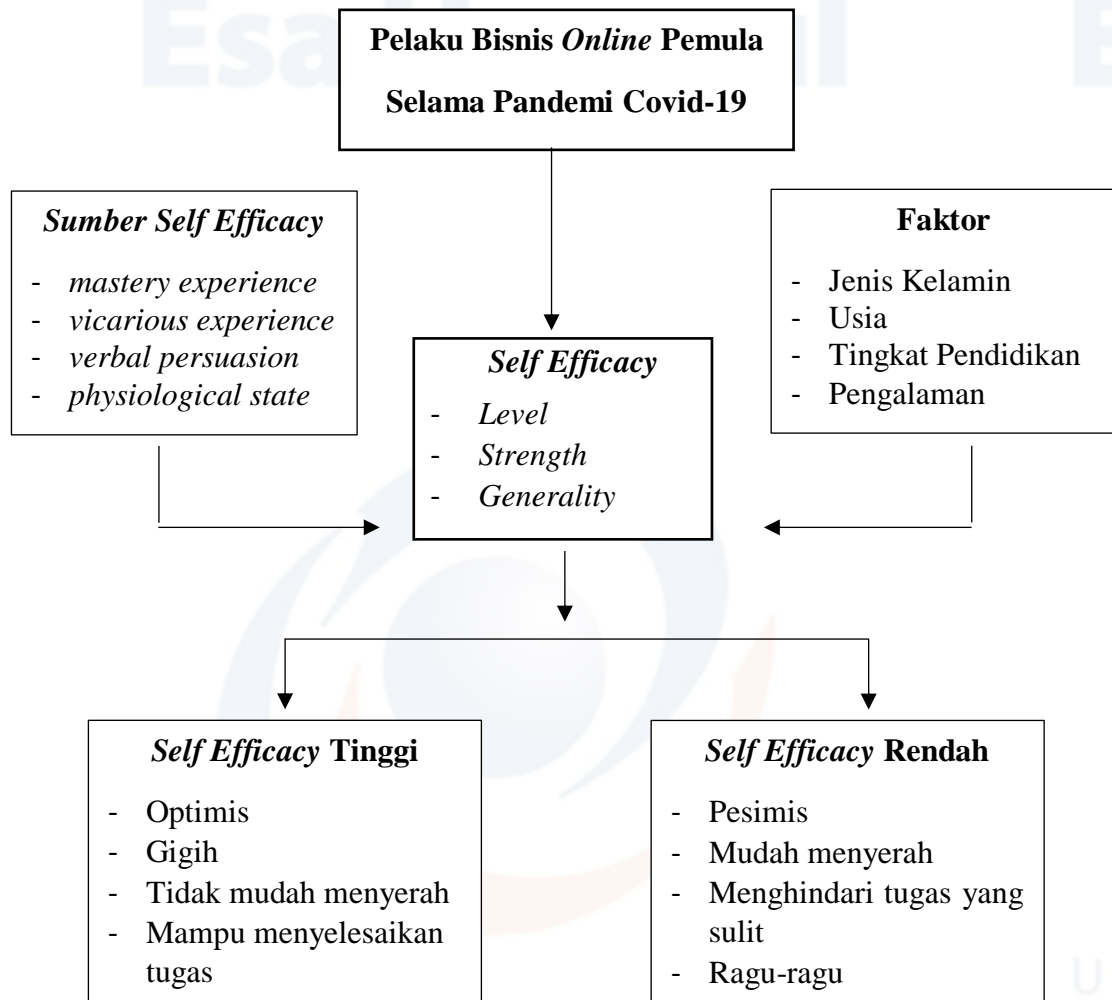 Pelaku Bisnis Online Pemula
Selama Pandemi Covid-19
Sumber Self Efficacy
- mastery experience
- vicarious experience
- verbal persuasion
- physiological state
Faktor
- Jenis Kelamin
- Usia
- Tingkat Pendidikan
- Pengalaman
Self Efficacy
- Level
- Strength
- Generality
Self Efficacy Tinggi
- Optimis
- Gigih
- Tidak mudah menyerah
- Mampu menyelesaikan
tugas
Self Efficacy Rendah
- Pesimis
- Mudah menyerah
- Menghindari tugas yang
sulit
- Ragu-ragu